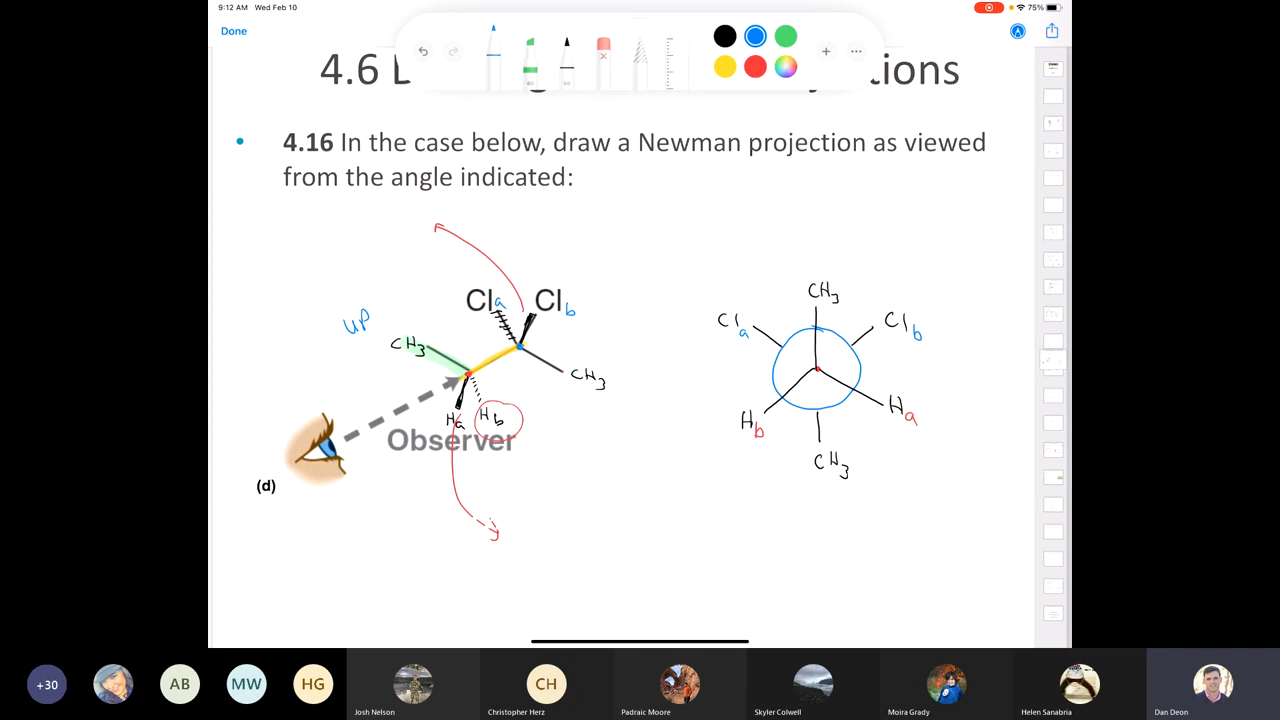 9:12 AM Wed Feb 10
75%
Done
4.6 D
tions
• 4.16 In the case below, draw a Newman projection as viewed
from the angle indicated:
Cla Clb
UP
CH3
CH3
Ha Hb
Observer
(d)
CH3
Cla Clb
Hb Ha
CH3
+30
AB
MW
HG
CH
Josh Nelson
Christopher Herz
Padraic Moore
Skyler Colwell
Moira Grady
Helen Sanabria
Dan Deon